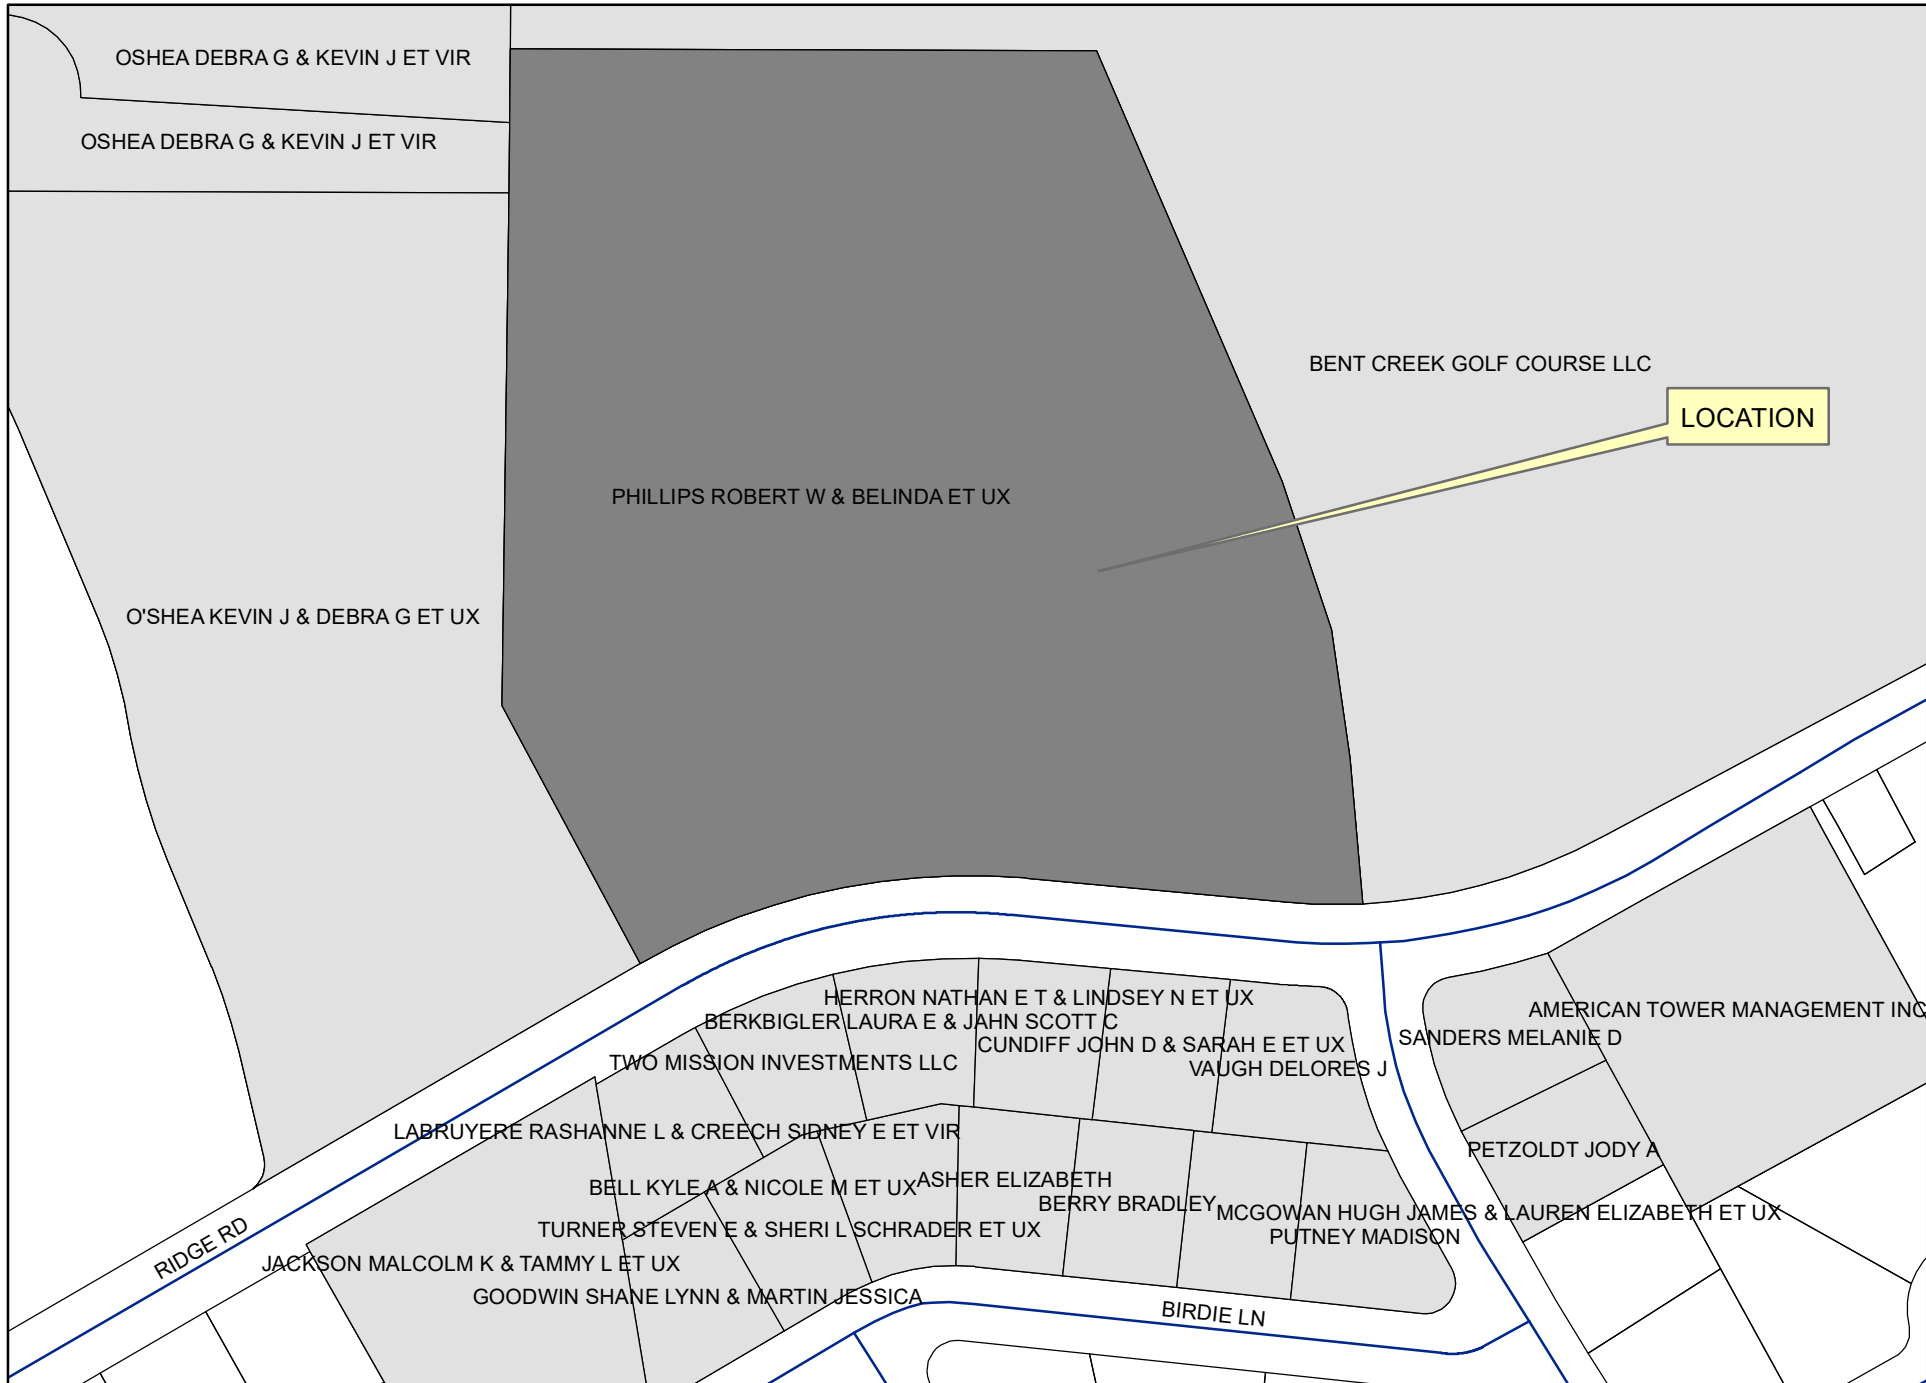 OSHEA DEBRA G & KEVIN J ET VIR
OSHEA DEBRA G & KEVIN J ET VIR
BENT CREEK GOLF COURSE LLC
LOCATION
PHILLIPS ROBERT W & BELINDA ET UX
O'SHEA KEVIN J & DEBRA G ET UX
HERRON NATHAN E T & LINDSEY N ET UX
AMERICAN TOWER MANAGEMENT INC
BERKBIGLER LAURA E & JAHN SCOTT C
SANDERS MELANIE D
CUNDIFF JOHN D & SARAH E ET UX
TWO MISSION INVESTMENTS LLC
VAUGH DELORES J
LABRUYERE RASHANNE L & CREECH SIDNEY E ET VIR
PETZOLDT JODY A
ASHER ELIZABETH
BELL KYLE A & NICOLE M ET UX
BERRY BRADLEY
MCGOWAN HUGH JAMES & LAUREN ELIZABETH ET UX
TURNER STEVEN E & SHERI L SCHRADER ET UX
PUTNEY MADISON
RIDGE RD
JACKSON MALCOLM K & TAMMY L ET UX
GOODWIN SHANE LYNN & MARTIN JESSICA
BIRDIE LN